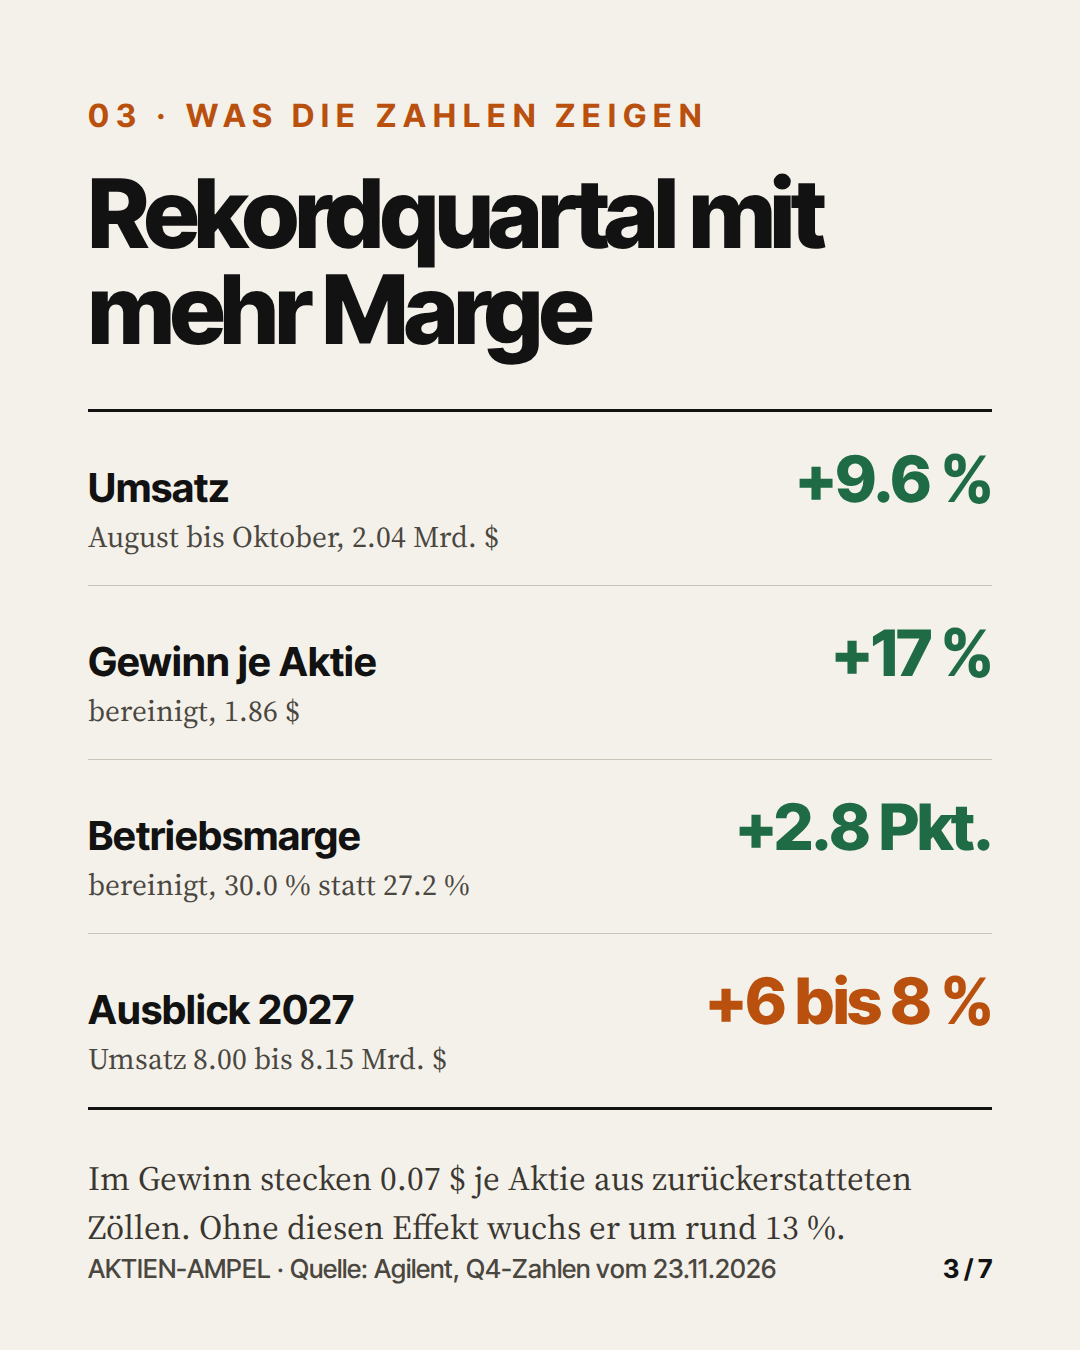 03 · WAS DIE ZAHLEN ZEIGEN
Rekordquartal mit
mehr Marge
Umsatz
+9.6 %
August bis Oktober, 2.04 Mrd. $
Gewinn je Aktie
+17 %
bereinigt, 1.86 $
Betriebsmarge
+2.8 Pkt.
bereinigt, 30.0 % statt 27.2 %
Ausblick 2027
+6 bis 8 %
Umsatz 8.00 bis 8.15 Mrd. $
Im Gewinn stecken 0.07 $ je Aktie aus zurückerstatteten
Zöllen. Ohne diesen Effekt wuchs er um rund 13 %.
AKTIEN-AMPEL · Quelle: Agilent, Q4-Zahlen vom 23.11.2026
3 / 7